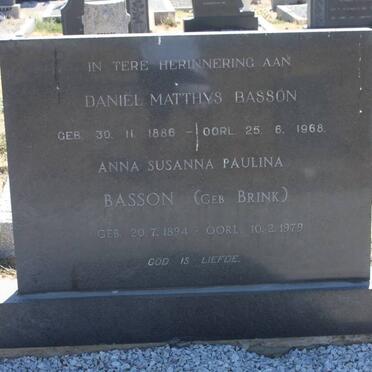 IN TERE HERINNERING AAN
DANIEL MATTHYS BASSON
GEB. 30. 11. 1886 - OORL. 25. 6. 1968.
ANNA SUSANNA PAULINA
BASSON (GEB BRINK)
GEB. 20.7.1894 - OORL. 10.2.1979
GOD IS LIEFDE.